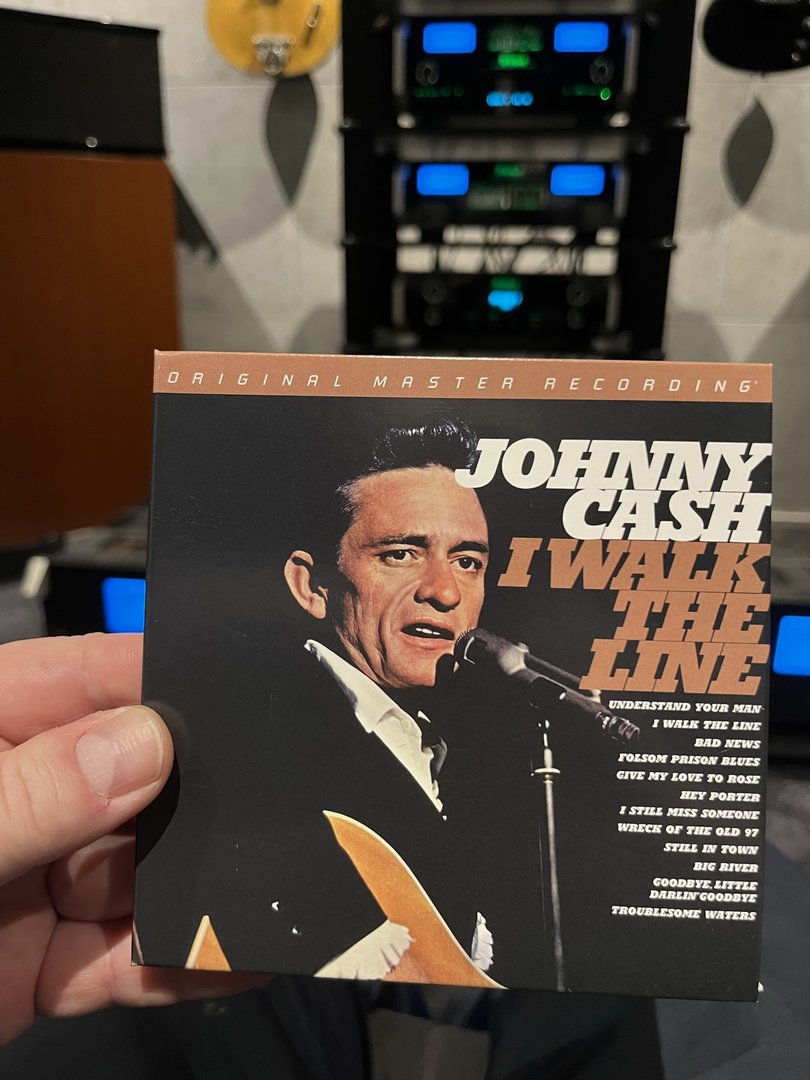 ORIGINAL MASTER RECORDING
JOHNNY
CASH
I WALK
THE
LINE
UNDERSTAND YOUR MAN
I WALK THE LINE
BAD NEWS
FOLSOM PRISON BLUES
GIVE MY LOVE TO ROSE
HEY PORTER
I STILL MISS SOMEONE
WRECK OF THE OLD 97
STILL IN TOWN
BIG RIVER
GOODBYE, LITTLE
DARLIN' GOODBYE
TROUBLESOME WATERS